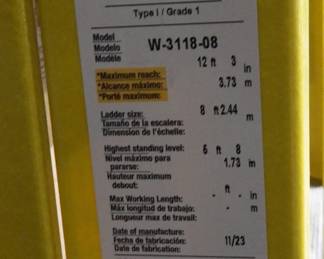 Type I / Grade 1
Model
Modelo W-3118-08
Modèle
12 ft 3 in
*Maximum reach:
*Alcance máximo: 3.73 m
*Porté maximum:
Ladder size: 8 ft 2.44 m
Tamaño de la escalera:
Dimension de l'échelle:
Highest standing level: 5 ft 8
Nivel máximo para
pararse: 1.73 m
Hauteur maximum
debout:
ft
Max Working Length: - - in
Máx longitud de trabajo: - m
Longueur max de travail:
Date of manufacture:
Fecha de fabricación: 11/23
Date de fabrication: